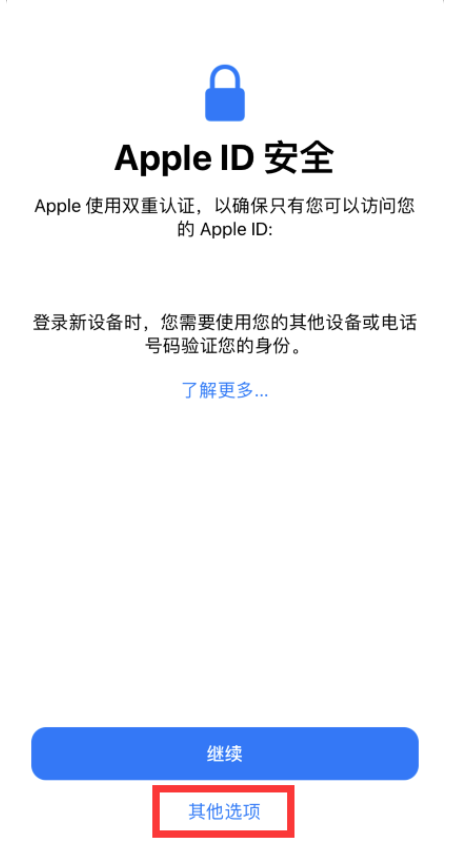 Apple ID 安全
Apple 使用双重认证，以确保只有您可以访问您
的 Apple ID:
登录新设备时，您需要使用您的其他设备或电话
号码验证您的身份。
了解更多...
继续
其他选项